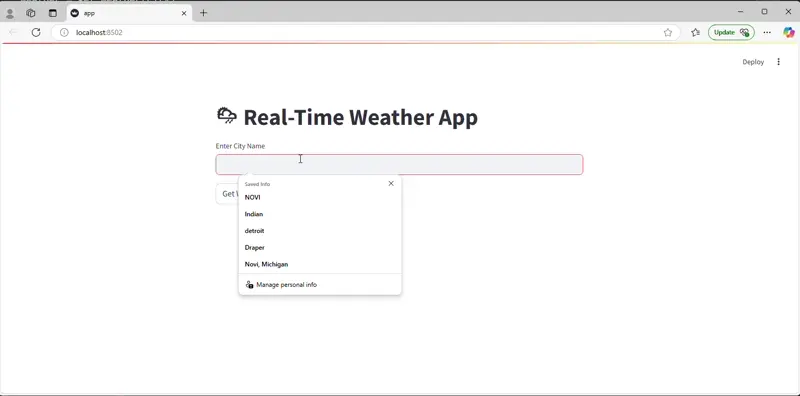 app
localhost:8502
Update
Deploy
Real-Time Weather App
Enter City Name
Get
Saved Info
NOVI
Indian
detroit
Draper
Novi, Michigan
Manage personal info